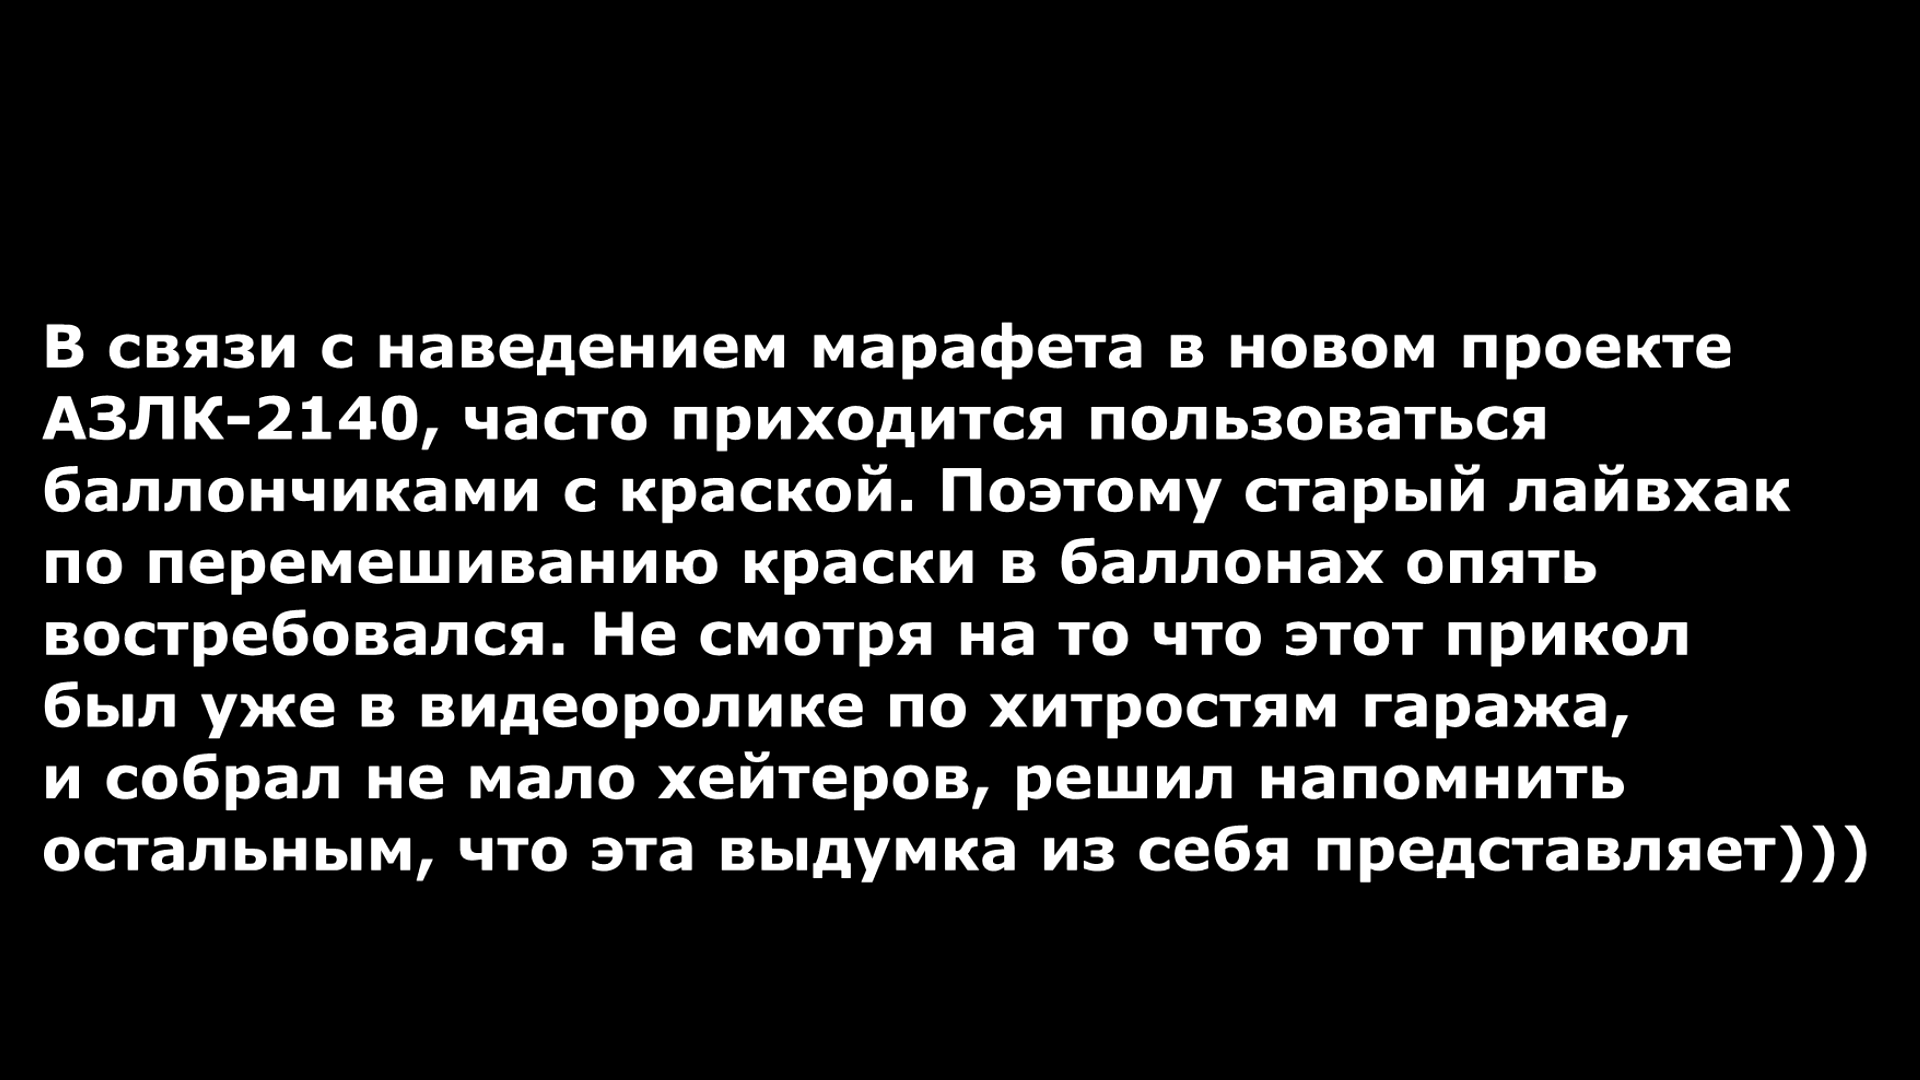 В связи с наведением марафета в новом проекте
АЗЛК-2140, часто приходится пользоваться
баллончиками с краской. Поэтому старый лайвхак
по перемешиванию краски в баллонах опять
востребовался. Не смотря на то что этот прикол
был уже в видеоролике по хитростям гаража,
и собрал не мало хейтеров, решил напомнить
остальным, что эта выдумка из себя представляет)))